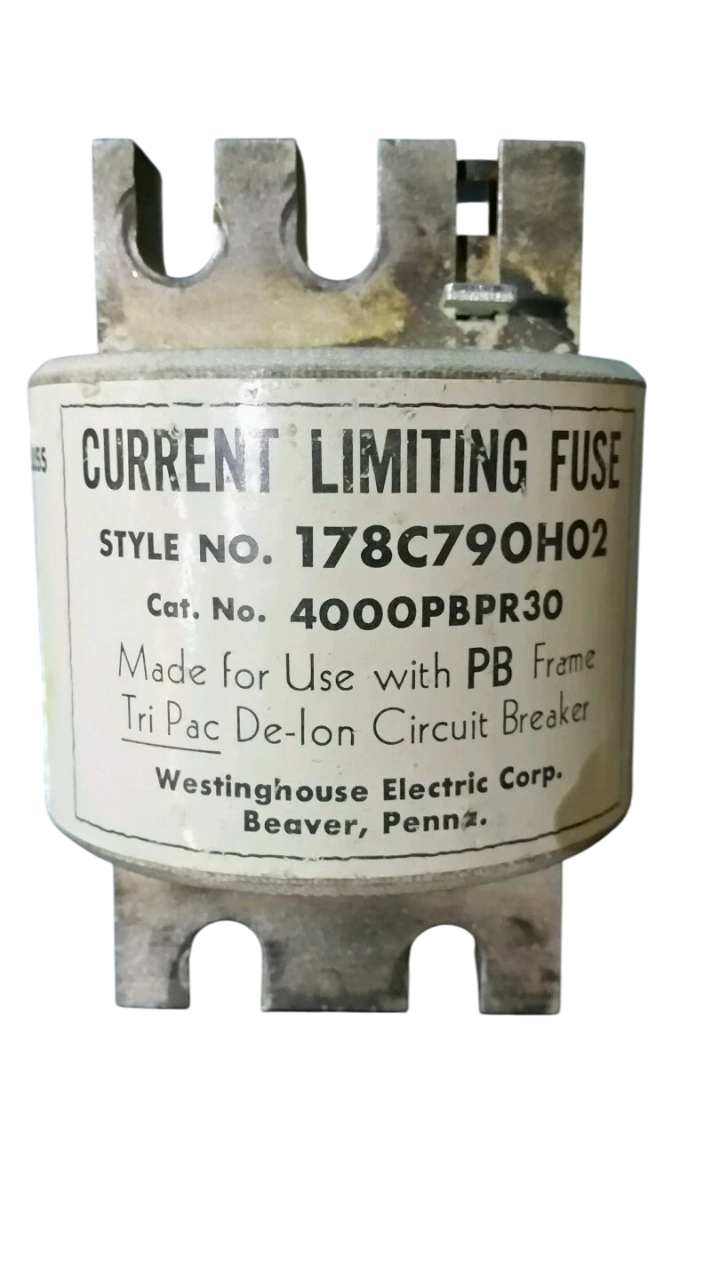 CURRENT LIMITING FUSE
STYLE NO. 178C790H02
Cat. No. 4000PBPR30
Made for Use with PB Frame
Tri Pac De-Ion Circuit Breaker
Westinghouse Electric Corp.
Beaver, Penna.